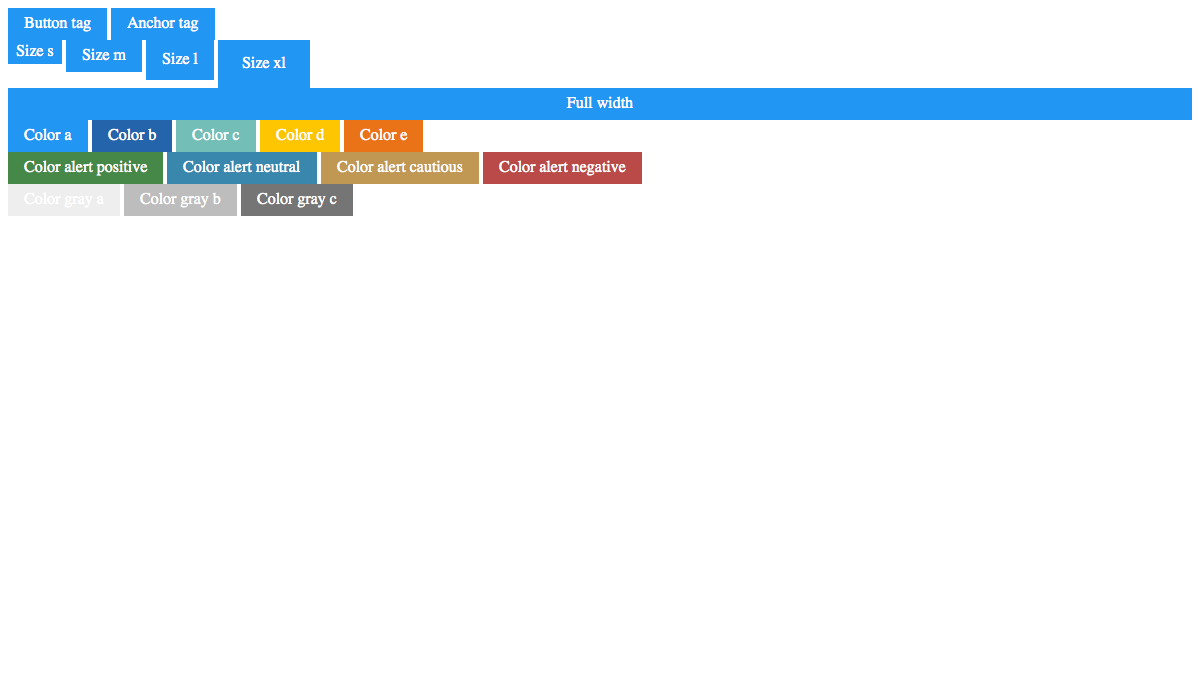 Button tag Anchor tag
Size s Size m Size l Size xl
Full width
Color a Color b Color c Color d Color e
Color alert positive Color alert neutral Color alert cautious Color alert negative
Color gray a Color gray b Color gray c